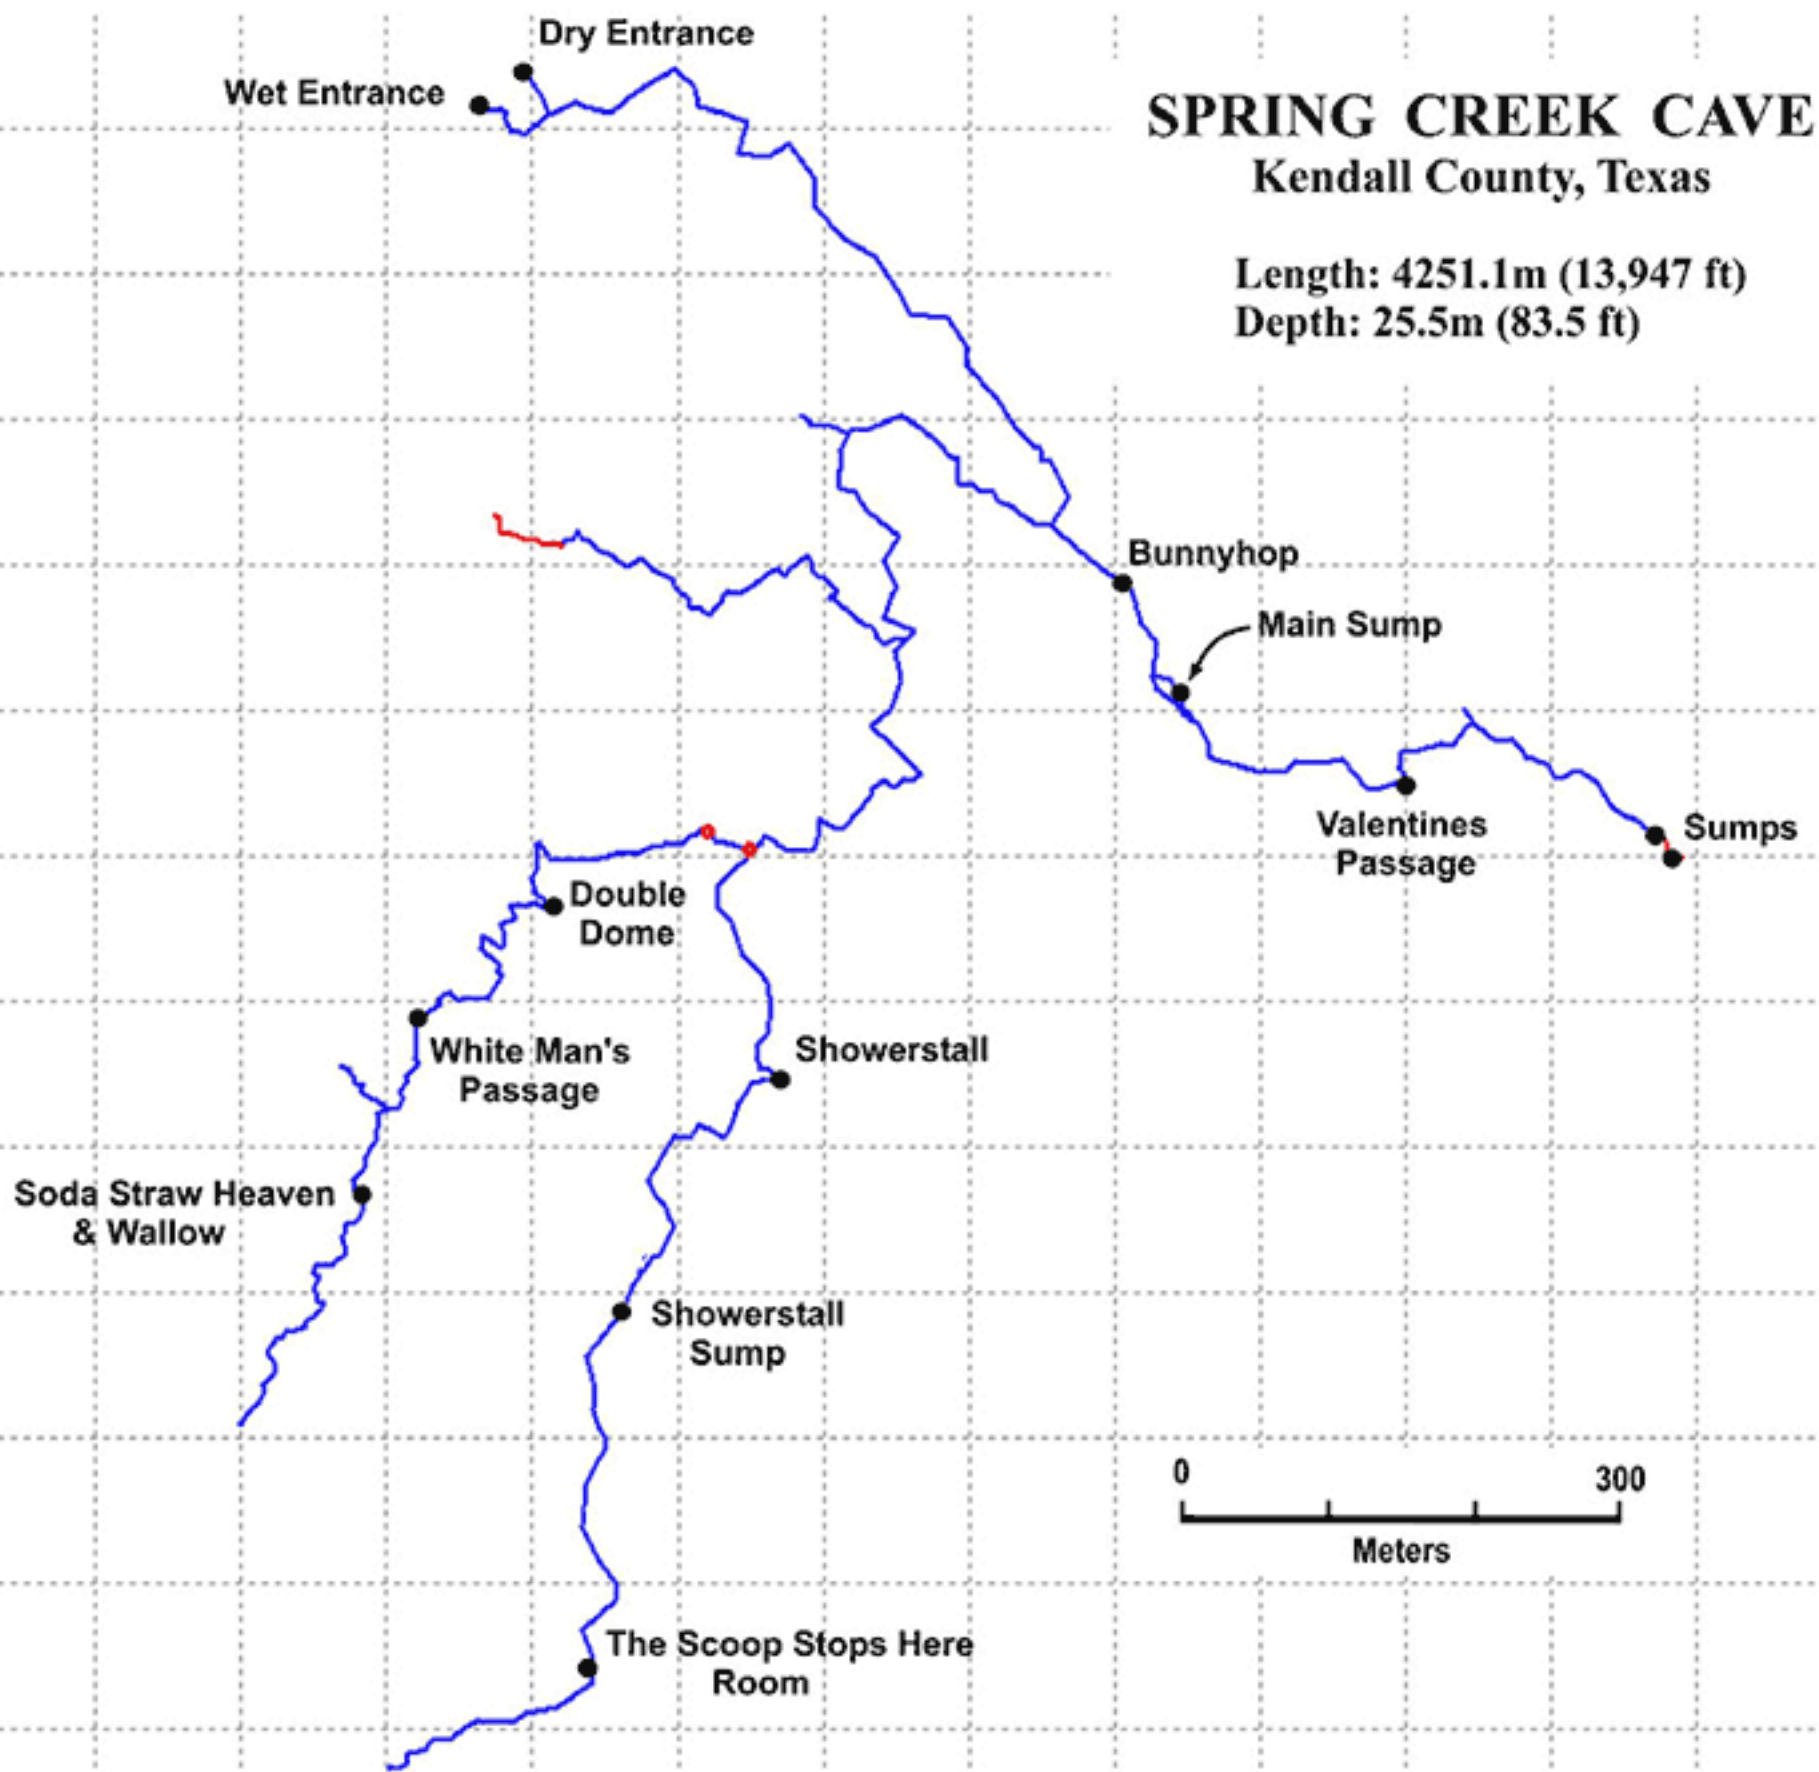 Dry Entrance
Wet Entrance
SPRING CREEK CAVE
Kendall County, Texas
Length: 4251.1m (13,947 ft)
Depth: 25.5m (83.5 ft)
Bunnyhop
Main Sump
Valentines
Passage
Sumps
Double
Dome
White Man's
Passage
Showerstall
Soda Straw Heaven
& Wallow
Showerstall
Sump
0
300
Meters
The Scoop Stops Here
Room